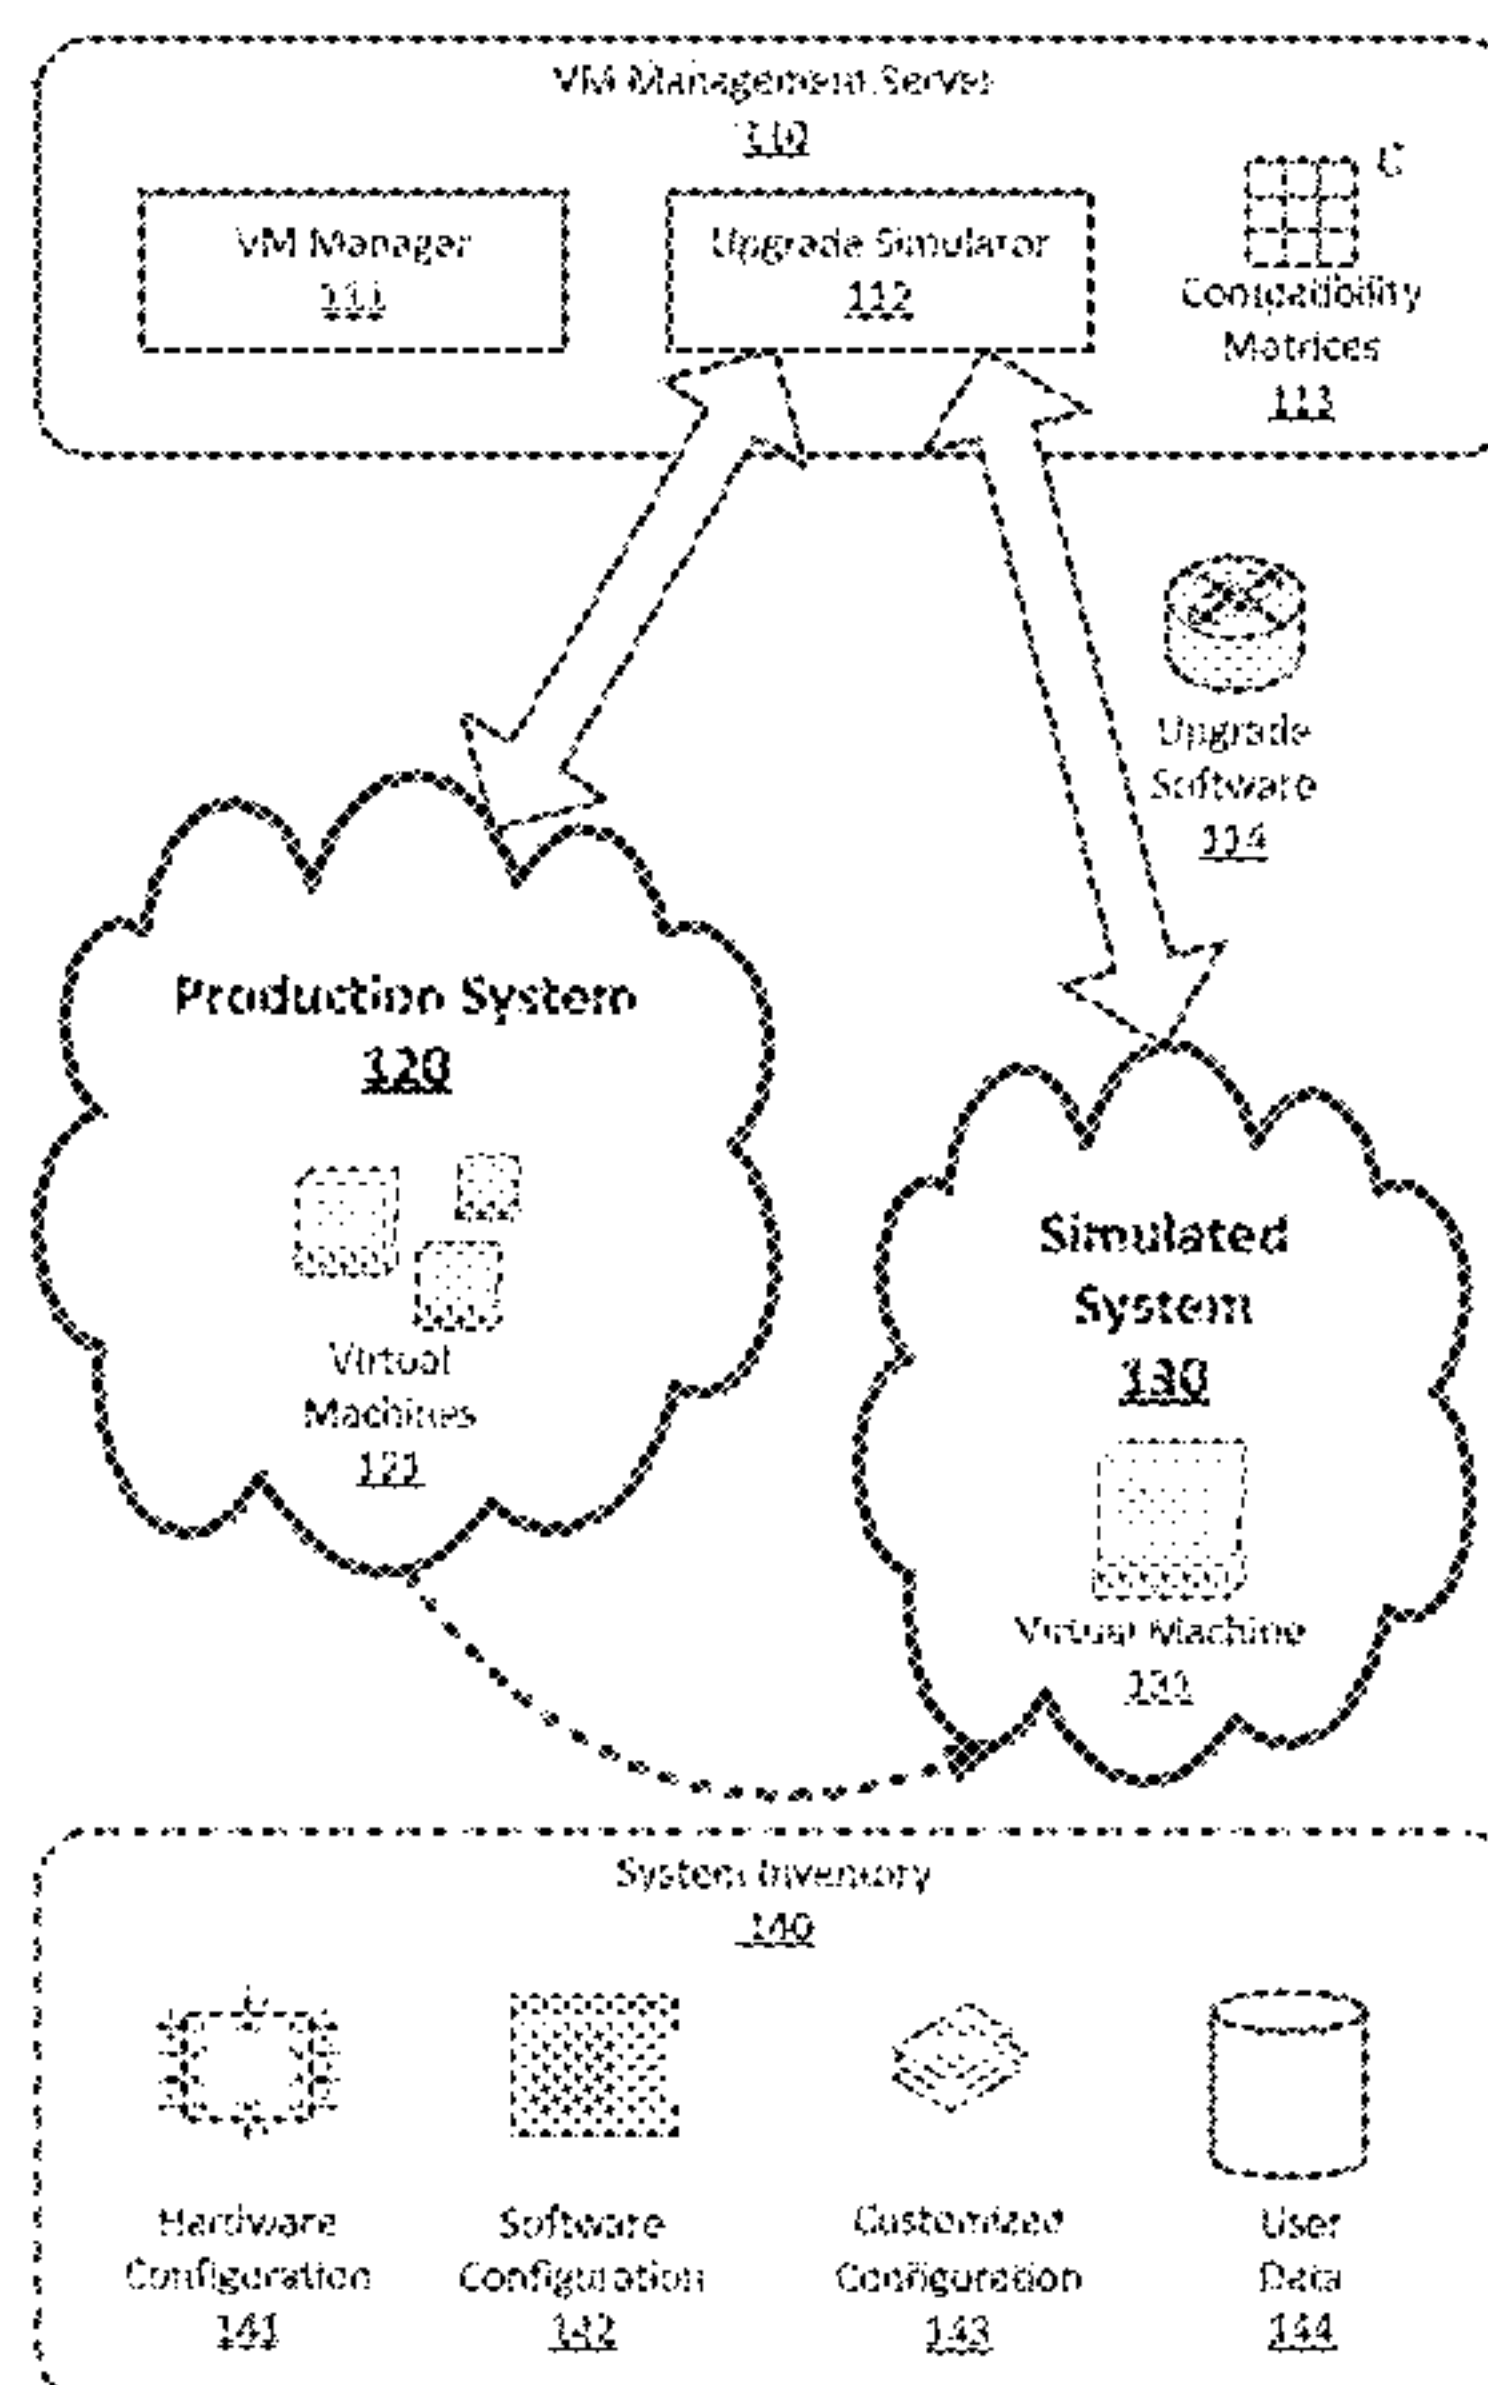 VM Management Server
110
VM Manager
111
Upgrade Simulator
112
C
Compatibility
Matrices
113
Upgrade
Software
114
Production System
120
Virtual
Machines
121
Simulated
System
130
Virtual Machine
131
System Inventory
140
Hardware
Configuration
141
Software
Configuration
142
Customized
Configuration
143
User
Data
144